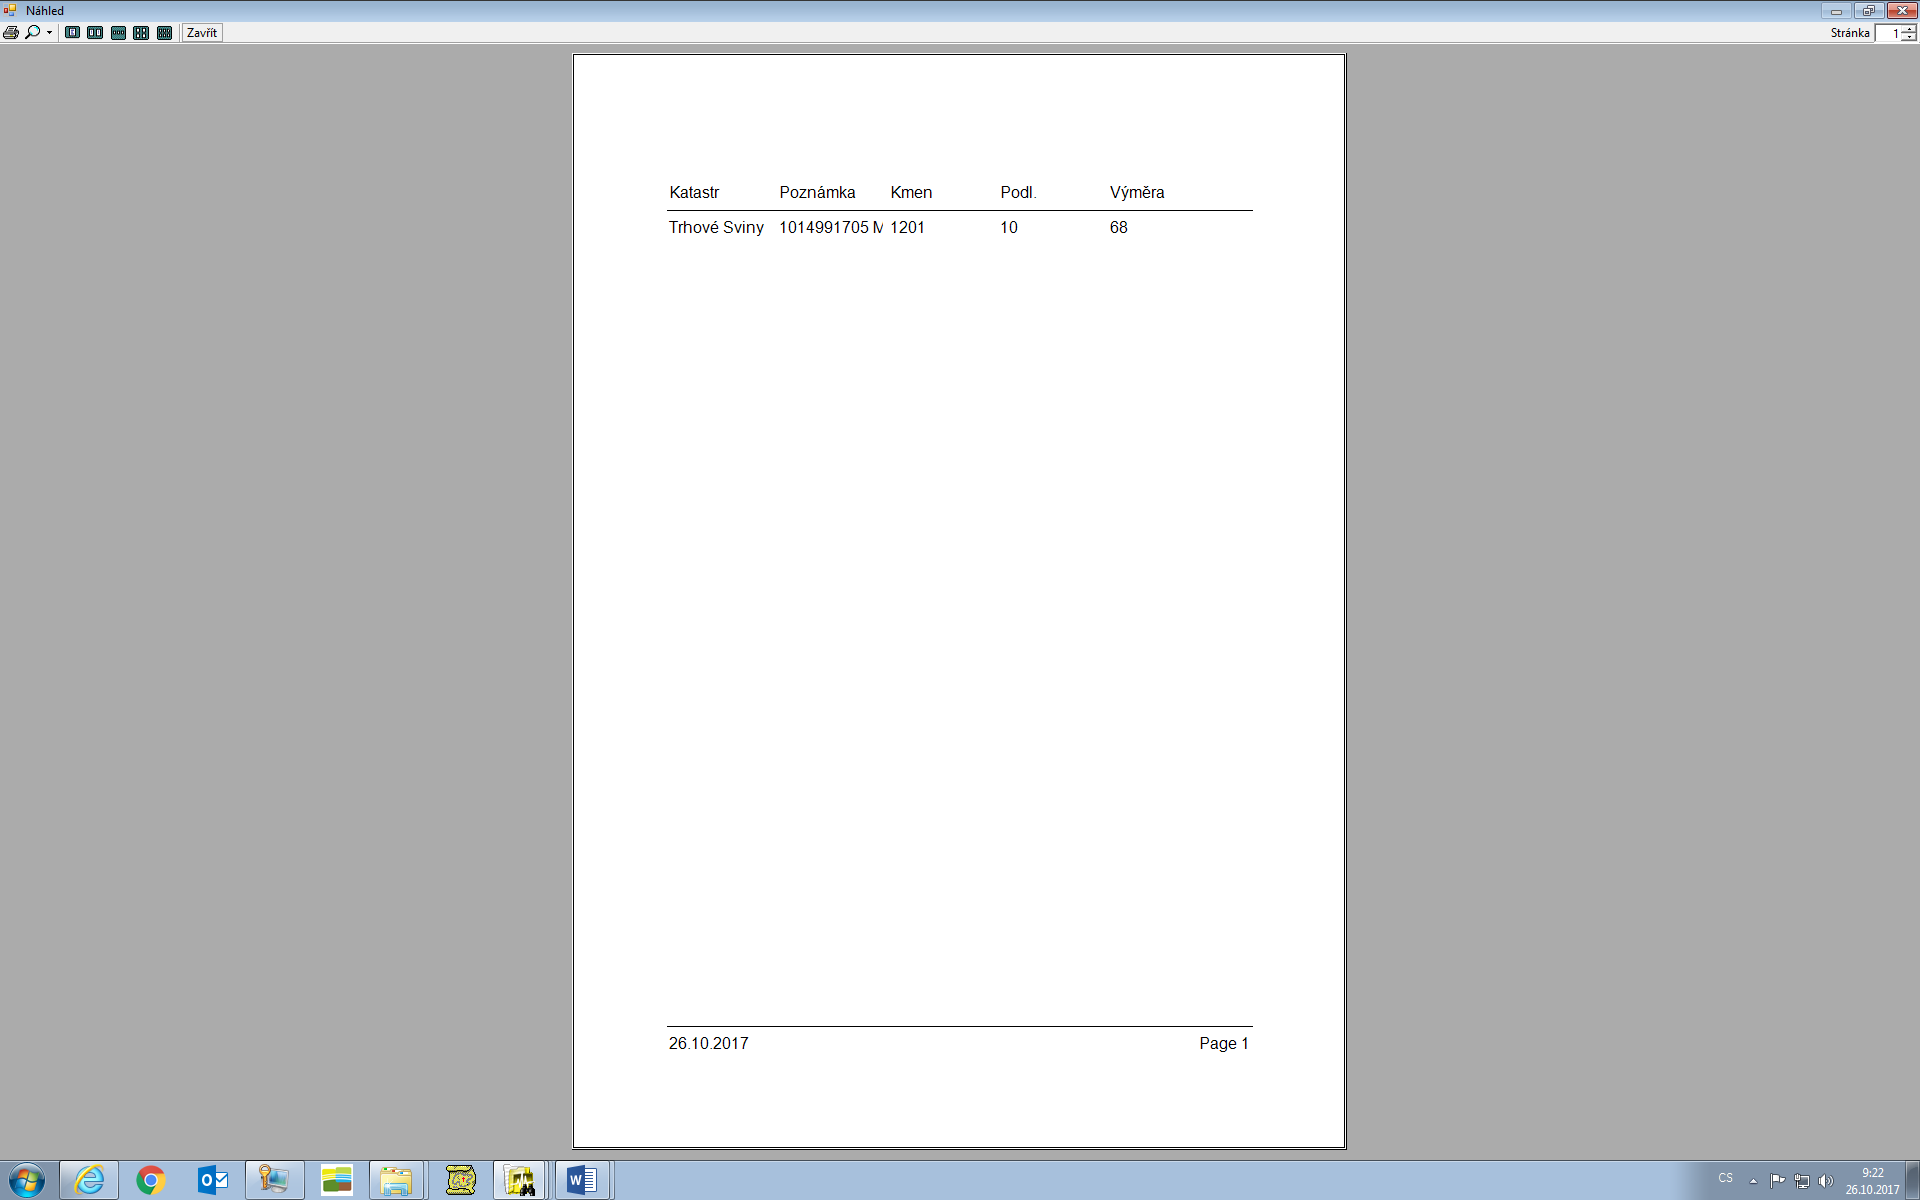 Náhled
Zavřít
Stránka 1
Katastr Poznámka Kmen Podl. Výměra
Trhové Sviny 1014991705 M 1201 10 68
26.10.2017 Page 1
CS
9:22
26.10.2017